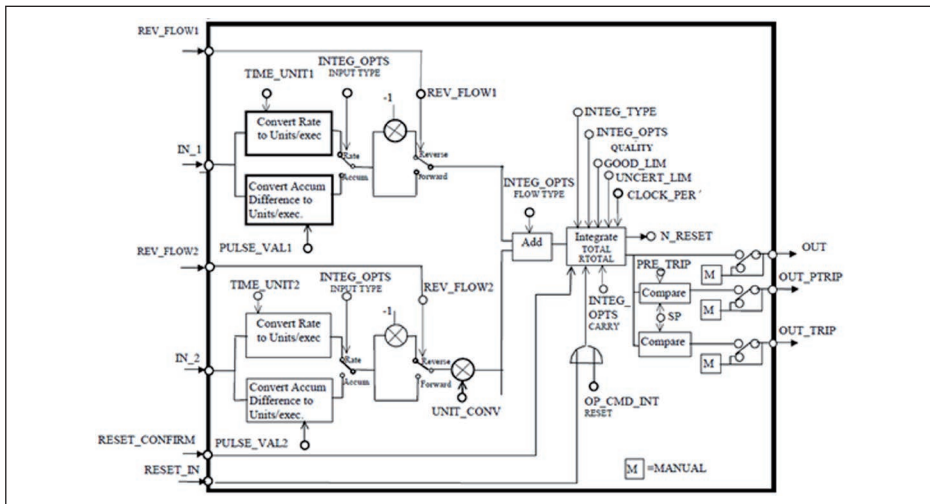 REV_FLOW1
TIME_UNIT1
INTEG_OPTS
INPUT TYPE
-1
REV_FLOW1
Convert Rate
to Units/exec
IN_1
Rate
Accum
Reverse
Forward
Convert Accum
Difference to
Units/exec.
PULSE_VAL1
INTEG_TYPE
INTEG_OPTS
QUALITY
GOOD_LIM
UNCERT_LIM
CLOCK_PER
INTEG_OPTS
FLOW TYPE
Add
Integrate
TOTAL
RTOTAL
N_RESET
OUT
M
PRE_TRIP
Compare
OUT_PTRIP
M
SP
Compare
OUT_TRIP
M
INTEG_
OPTS
CARRY
REV_FLOW2
TIME_UNIT2
INTEG_OPTS
INPUT TYPE
-1
REV_FLOW2
Convert Rate
to Units/exec
IN_2
Rate
Accum
Reverse
Forward
Convert Accum
Difference to
Units/exec.
UNIT_CONV
PULSE_VAL2
OP_CMD_INT
RESET
RESET_CONFIRM
RESET_IN
M =MANUAL